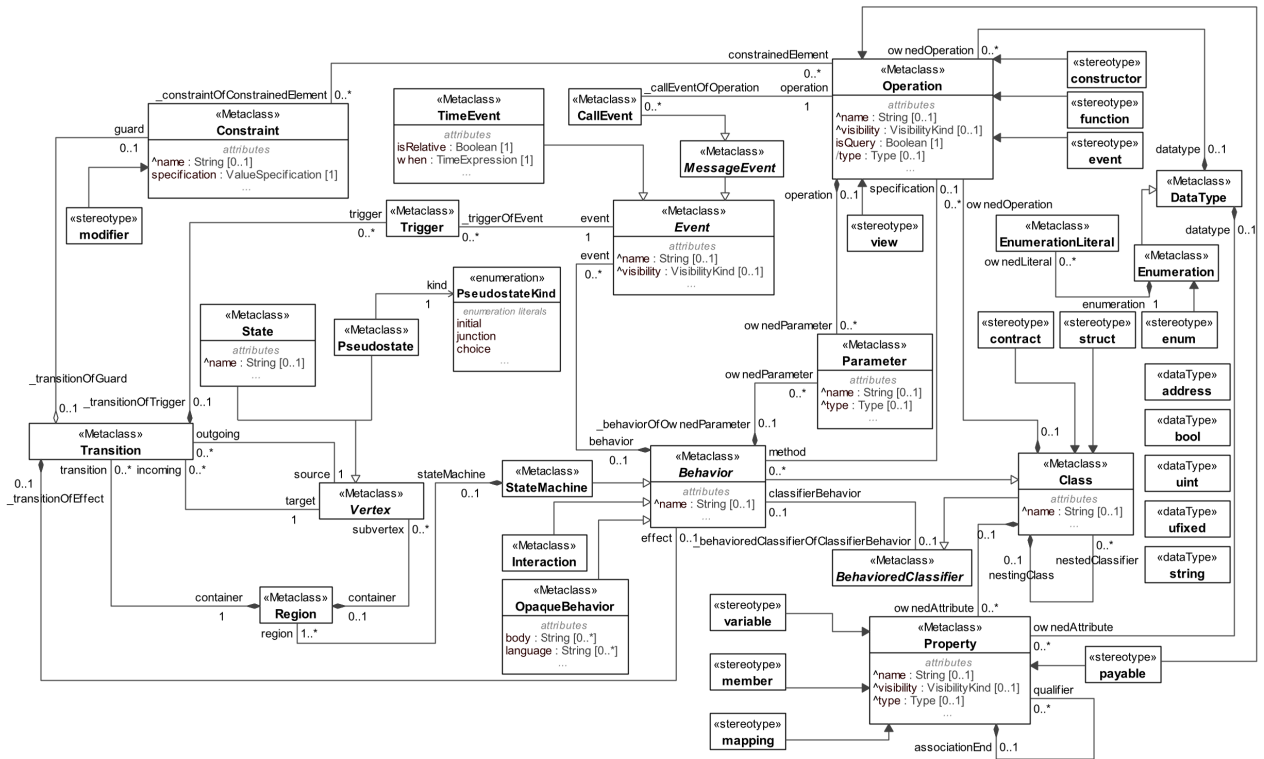 constrainedElement
0..*
ownedOperation
0..*
«Metaclass»
Operation
attributes
^name : String [0..1]
^visibility : VisibilityKind [0..1]
isQuery : Boolean [1]
/type : Type [0..1]
...
«stereotype»
constructor
«stereotype»
function
«stereotype»
event
_constraintOfConstrainedElement
0..*
«Metaclass»
Constraint
attributes
^name : String [0..1]
specification : ValueSpecification [1]
...
guard
0..1
«stereotype»
modifier
«Metaclass»
TimeEvent
attributes
isRelative : Boolean [1]
when : TimeExpression [1]
...
«Metaclass»
CallEvent
_callEventOfOperation
0..*
operation
1
«Metaclass»
MessageEvent
datatype
0..1
«Metaclass»
DataType
datatype
0..1
operation
0..1
specification
0..1
0..*
ownedOperation
«stereotype»
view
trigger
0..*
«Metaclass»
Trigger
_triggerOfEvent
0..*
event
1
«Metaclass»
Event
attributes
^name : String [0..1]
^visibility : VisibilityKind [0..1]
...
event
0..*
«Metaclass»
EnumerationLiteral
ownedLiteral
0..*
«Metaclass»
Enumeration
enumeration
1
kind
1
«enumeration»
PseudostateKind
enumeration literals
initial
junction
choice
...
«Metaclass»
State
attributes
^name : String [0..1]
...
«Metaclass»
Pseudostate
ownedParameter
0..*
«Metaclass»
Parameter
attributes
^name : String [0..1]
^type : Type [0..1]
...
ownedParameter
0..*
«stereotype»
contract
«stereotype»
struct
«stereotype»
enum
«dataType»
address
«dataType»
bool
«dataType»
uint
«dataType»
ufixed
«dataType»
string
_transitionOfGuard
0..1
_transitionOfTrigger
0..1
«Metaclass»
Transition
outgoing
0..*
transition
0..*
incoming
0..*
0..1
_transitionOfEffect
source
1
target
1
«Metaclass»
Vertex
subvertex
0..*
stateMachine
0..1
«Metaclass»
StateMachine
_behaviorOfOwnedParameter
0..1
behavior
0..1
«Metaclass»
Behavior
attributes
^name : String [0..1]
...
method
0..*
classifierBehavior
0..1
effect
0..1
_behavioredClassifierOfClassifierBehavior
0..1
«Metaclass»
BehavioredClassifier
0..1
«Metaclass»
Class
attributes
^name : String [0..1]
...
0..1
0..1
nestingClass
0..*
nestedClassifier
«Metaclass»
Interaction
«Metaclass»
OpaqueBehavior
attributes
body : String [0..*]
language : String [0..*]
...
container
1
«Metaclass»
Region
container
0..1
region
1..*
ownedAttribute
0..*
«Metaclass»
Property
attributes
^name : String [0..1]
^visibility : VisibilityKind [0..1]
^type : Type [0..1]
...
ownedAttribute
0..*
«stereotype»
variable
«stereotype»
member
«stereotype»
mapping
«stereotype»
payable
qualifier
0..*
associationEnd
0..1